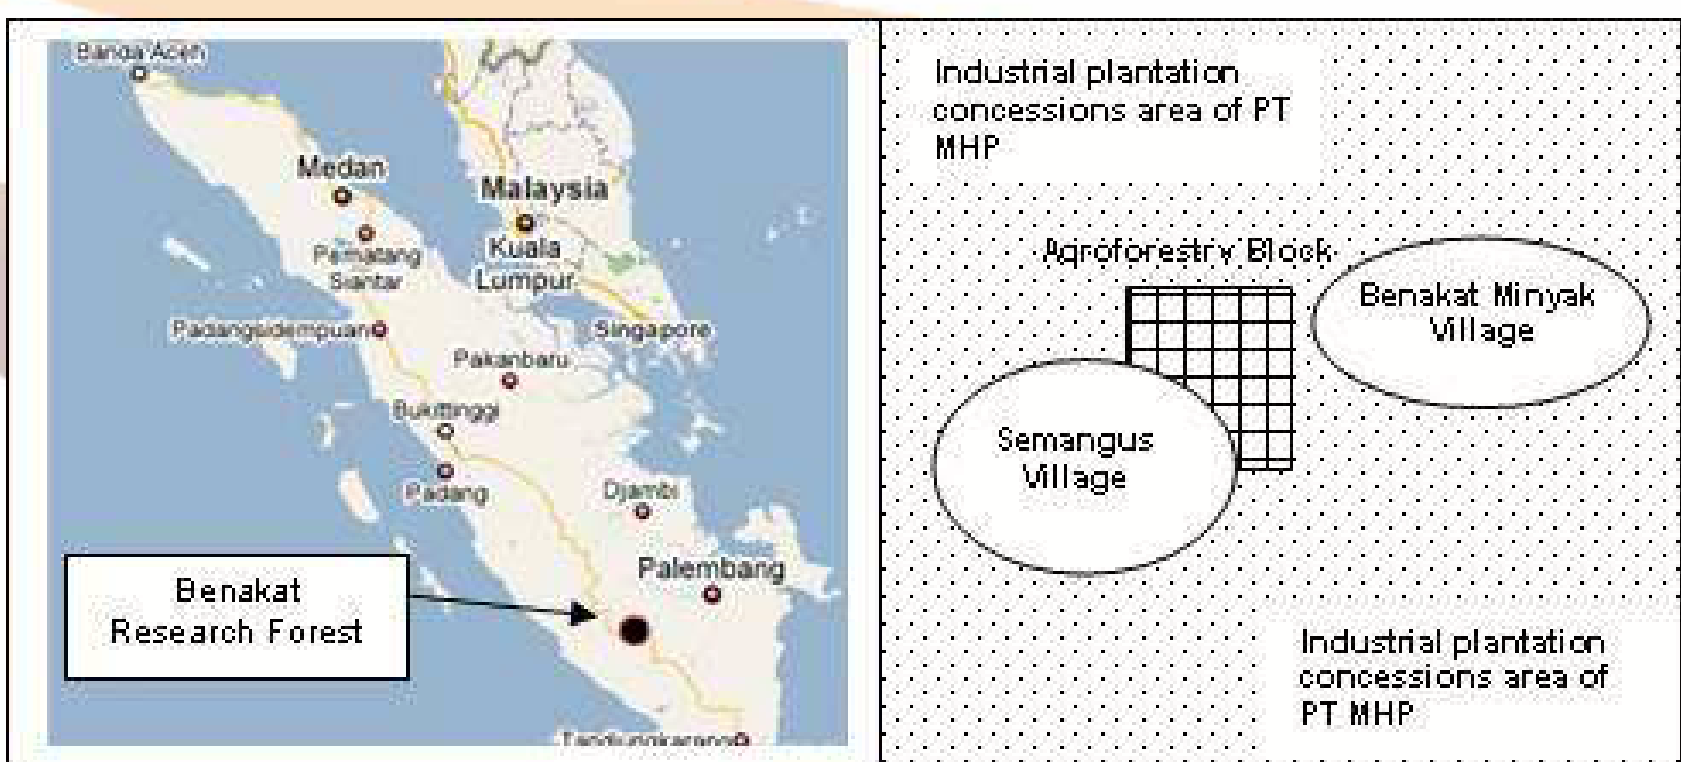 Banda Aceh
Medan
Malaysia
Pematang
Siantar
Kuala
Lumpur
Padangsidempuan
Singapore
Pakanbatu
Bukittinggi
Padang
Djambi
Palembang
Benakat
Research Forest
Tandjungkarang
Industrial plantation
concessions area of PT
MHP
Agroforestry Block
Benakat Minyak
Village
Semangus
Village
Industrial plantation
concessions area of
PT MHP